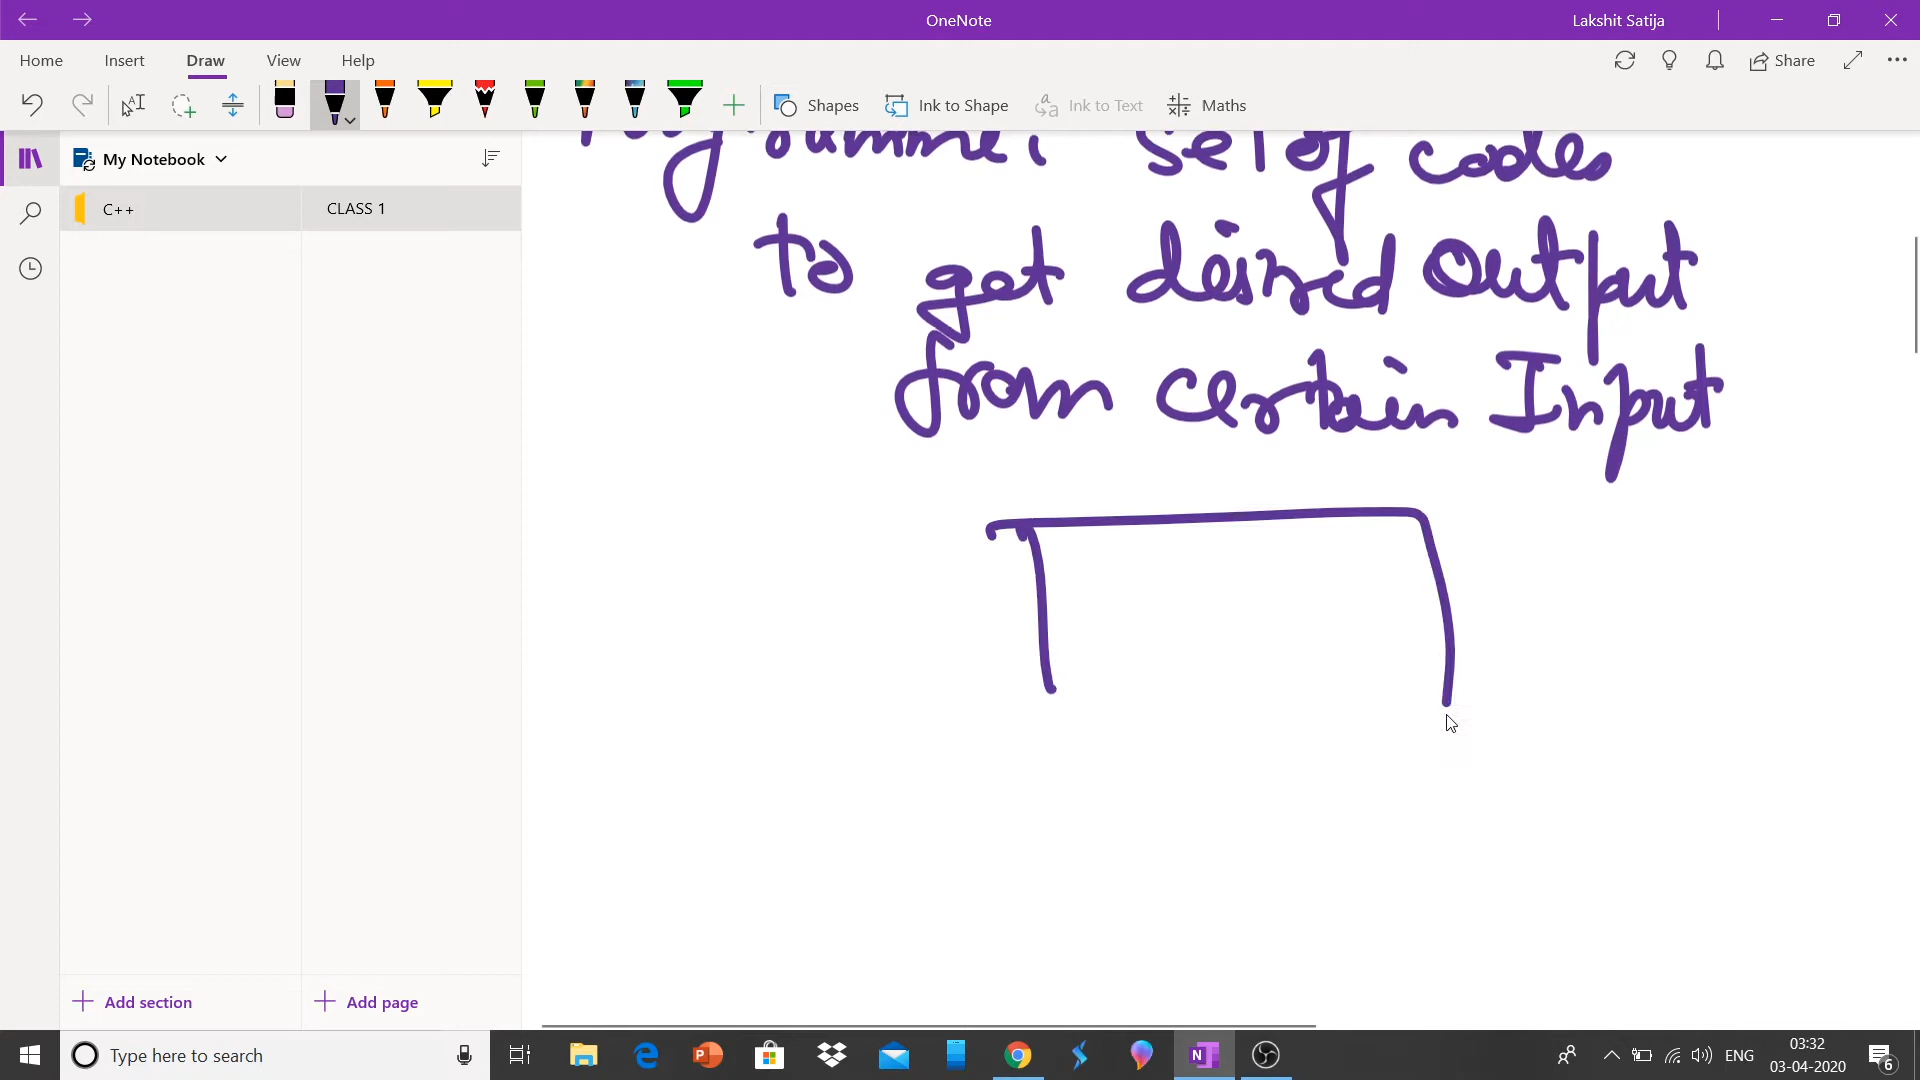 OneNote
Lakshit Satija
Home Insert Draw View Help
Share
Shapes Ink to Shape Ink to Text Maths
My Notebook
C++ CLASS 1
set of codes
To get desired Output
from certain Input
Add section Add page
Type here to search
ENG
03:32
03-04-2020
6